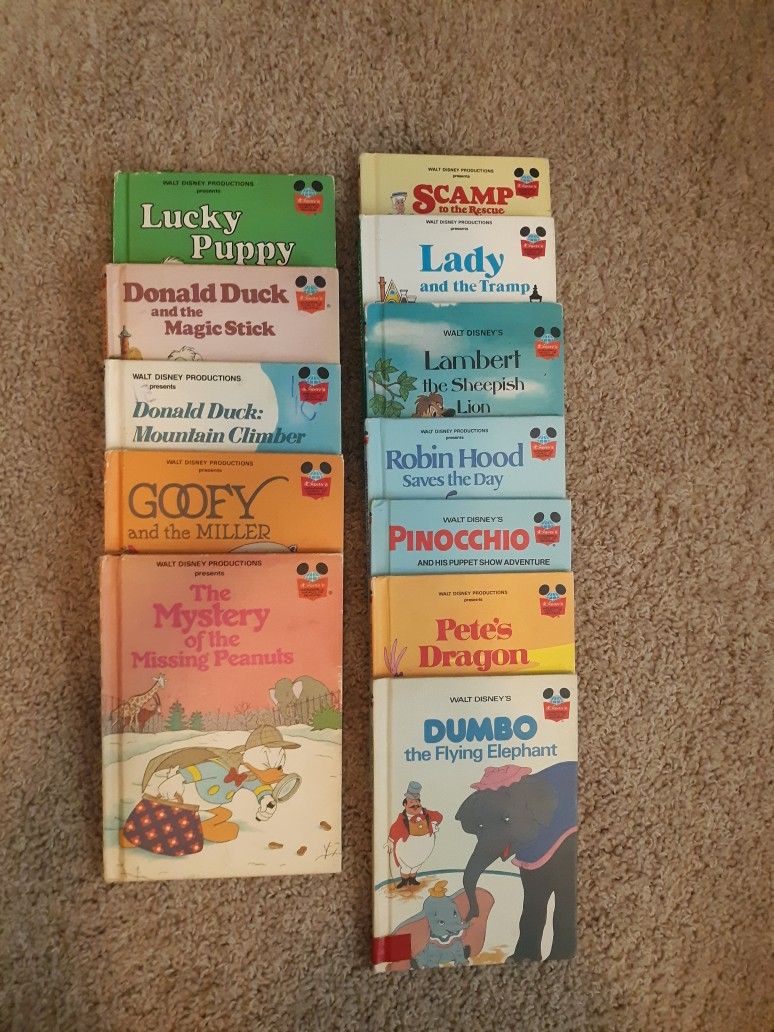 WALT DISNEY PRODUCTIONS
presents
Lucky
Puppy
Donald Duck
and the
Magic Stick
WALT DISNEY PRODUCTIONS
presents
Donald Duck:
Mountain Climber
WALT DISNEY PRODUCTIONS
presents
GOOFY
and the MILLER
WALT DISNEY PRODUCTIONS
presents
The
Mystery
of the
Missing Peanuts
WALT DISNEY PRODUCTIONS
presents
SCAMP
to the Rescue
WALT DISNEY PRODUCTIONS
presents
Lady
and the Tramp
WALT DISNEY'S
Lambert
the Sheepish
Lion
WALT DISNEY PRODUCTIONS
presents
Robin Hood
Saves the Day
WALT DISNEY'S
PINOCCHIO
AND HIS PUPPET SHOW ADVENTURE
WALT DISNEY PRODUCTIONS
presents
Pete's
Dragon
WALT DISNEY'S
DUMBO
the Flying Elephant